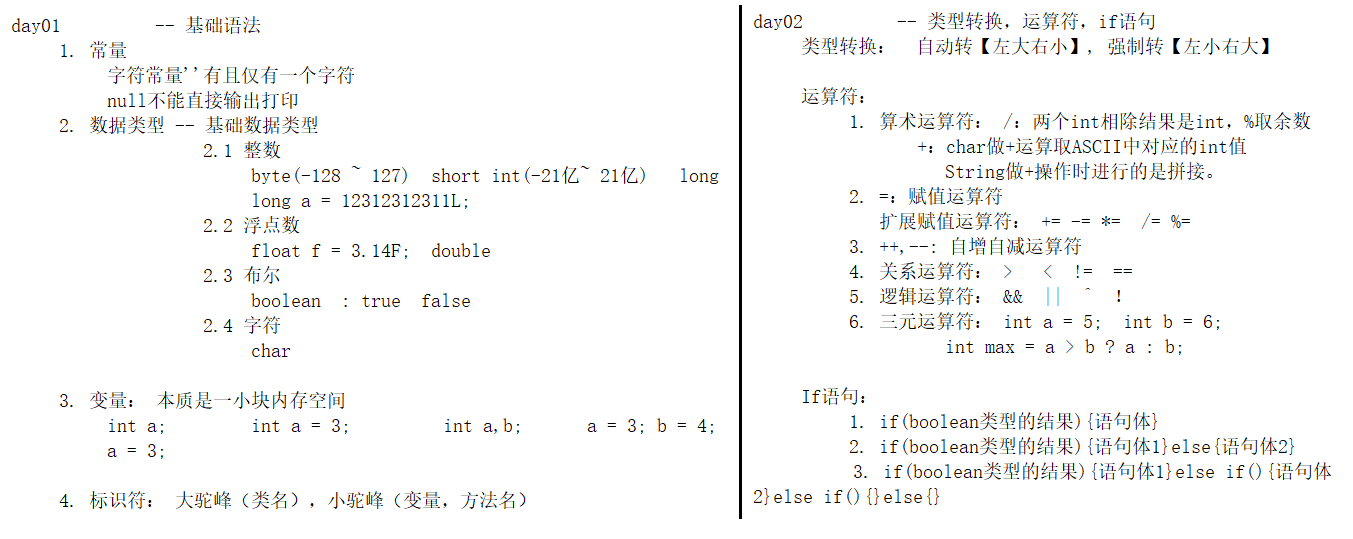 day01 -- 基础语法
1. 常量
字符常量''有且仅有一个字符
null不能直接输出打印
2. 数据类型 -- 基础数据类型
2.1 整数
byte(-128 ~ 127) short int(-21亿~ 21亿) long
long a = 12312312311L;
2.2 浮点数
float f = 3.14F; double
2.3 布尔
boolean : true false
2.4 字符
char
3. 变量: 本质是一小块内存空间
int a; int a = 3; int a,b; a = 3; b = 4;
a = 3;
4. 标识符: 大驼峰(类名),小驼峰(变量,方法名)
day02 -- 类型转换,运算符,if语句
类型转换: 自动转【左大右小】, 强制转【左小右大】
运算符:
1. 算术运算符: /:两个int相除结果是int,%取余数
+:char做+运算取ASCII中对应的int值
String做+操作时进行的是拼接。
2. =:赋值运算符
扩展赋值运算符: += -= *= /= %=
3. ++,--: 自增自减运算符
4. 关系运算符: > < != ==
5. 逻辑运算符: && || ^ !
6. 三元运算符: int a = 5; int b = 6;
int max = a > b ? a : b;
If语句:
1. if(boolean类型的结果){语句体}
2. if(boolean类型的结果){语句体1}else{语句体2}
3. if(boolean类型的结果){语句体1}else if(){语句体
2}else if(){}else{}